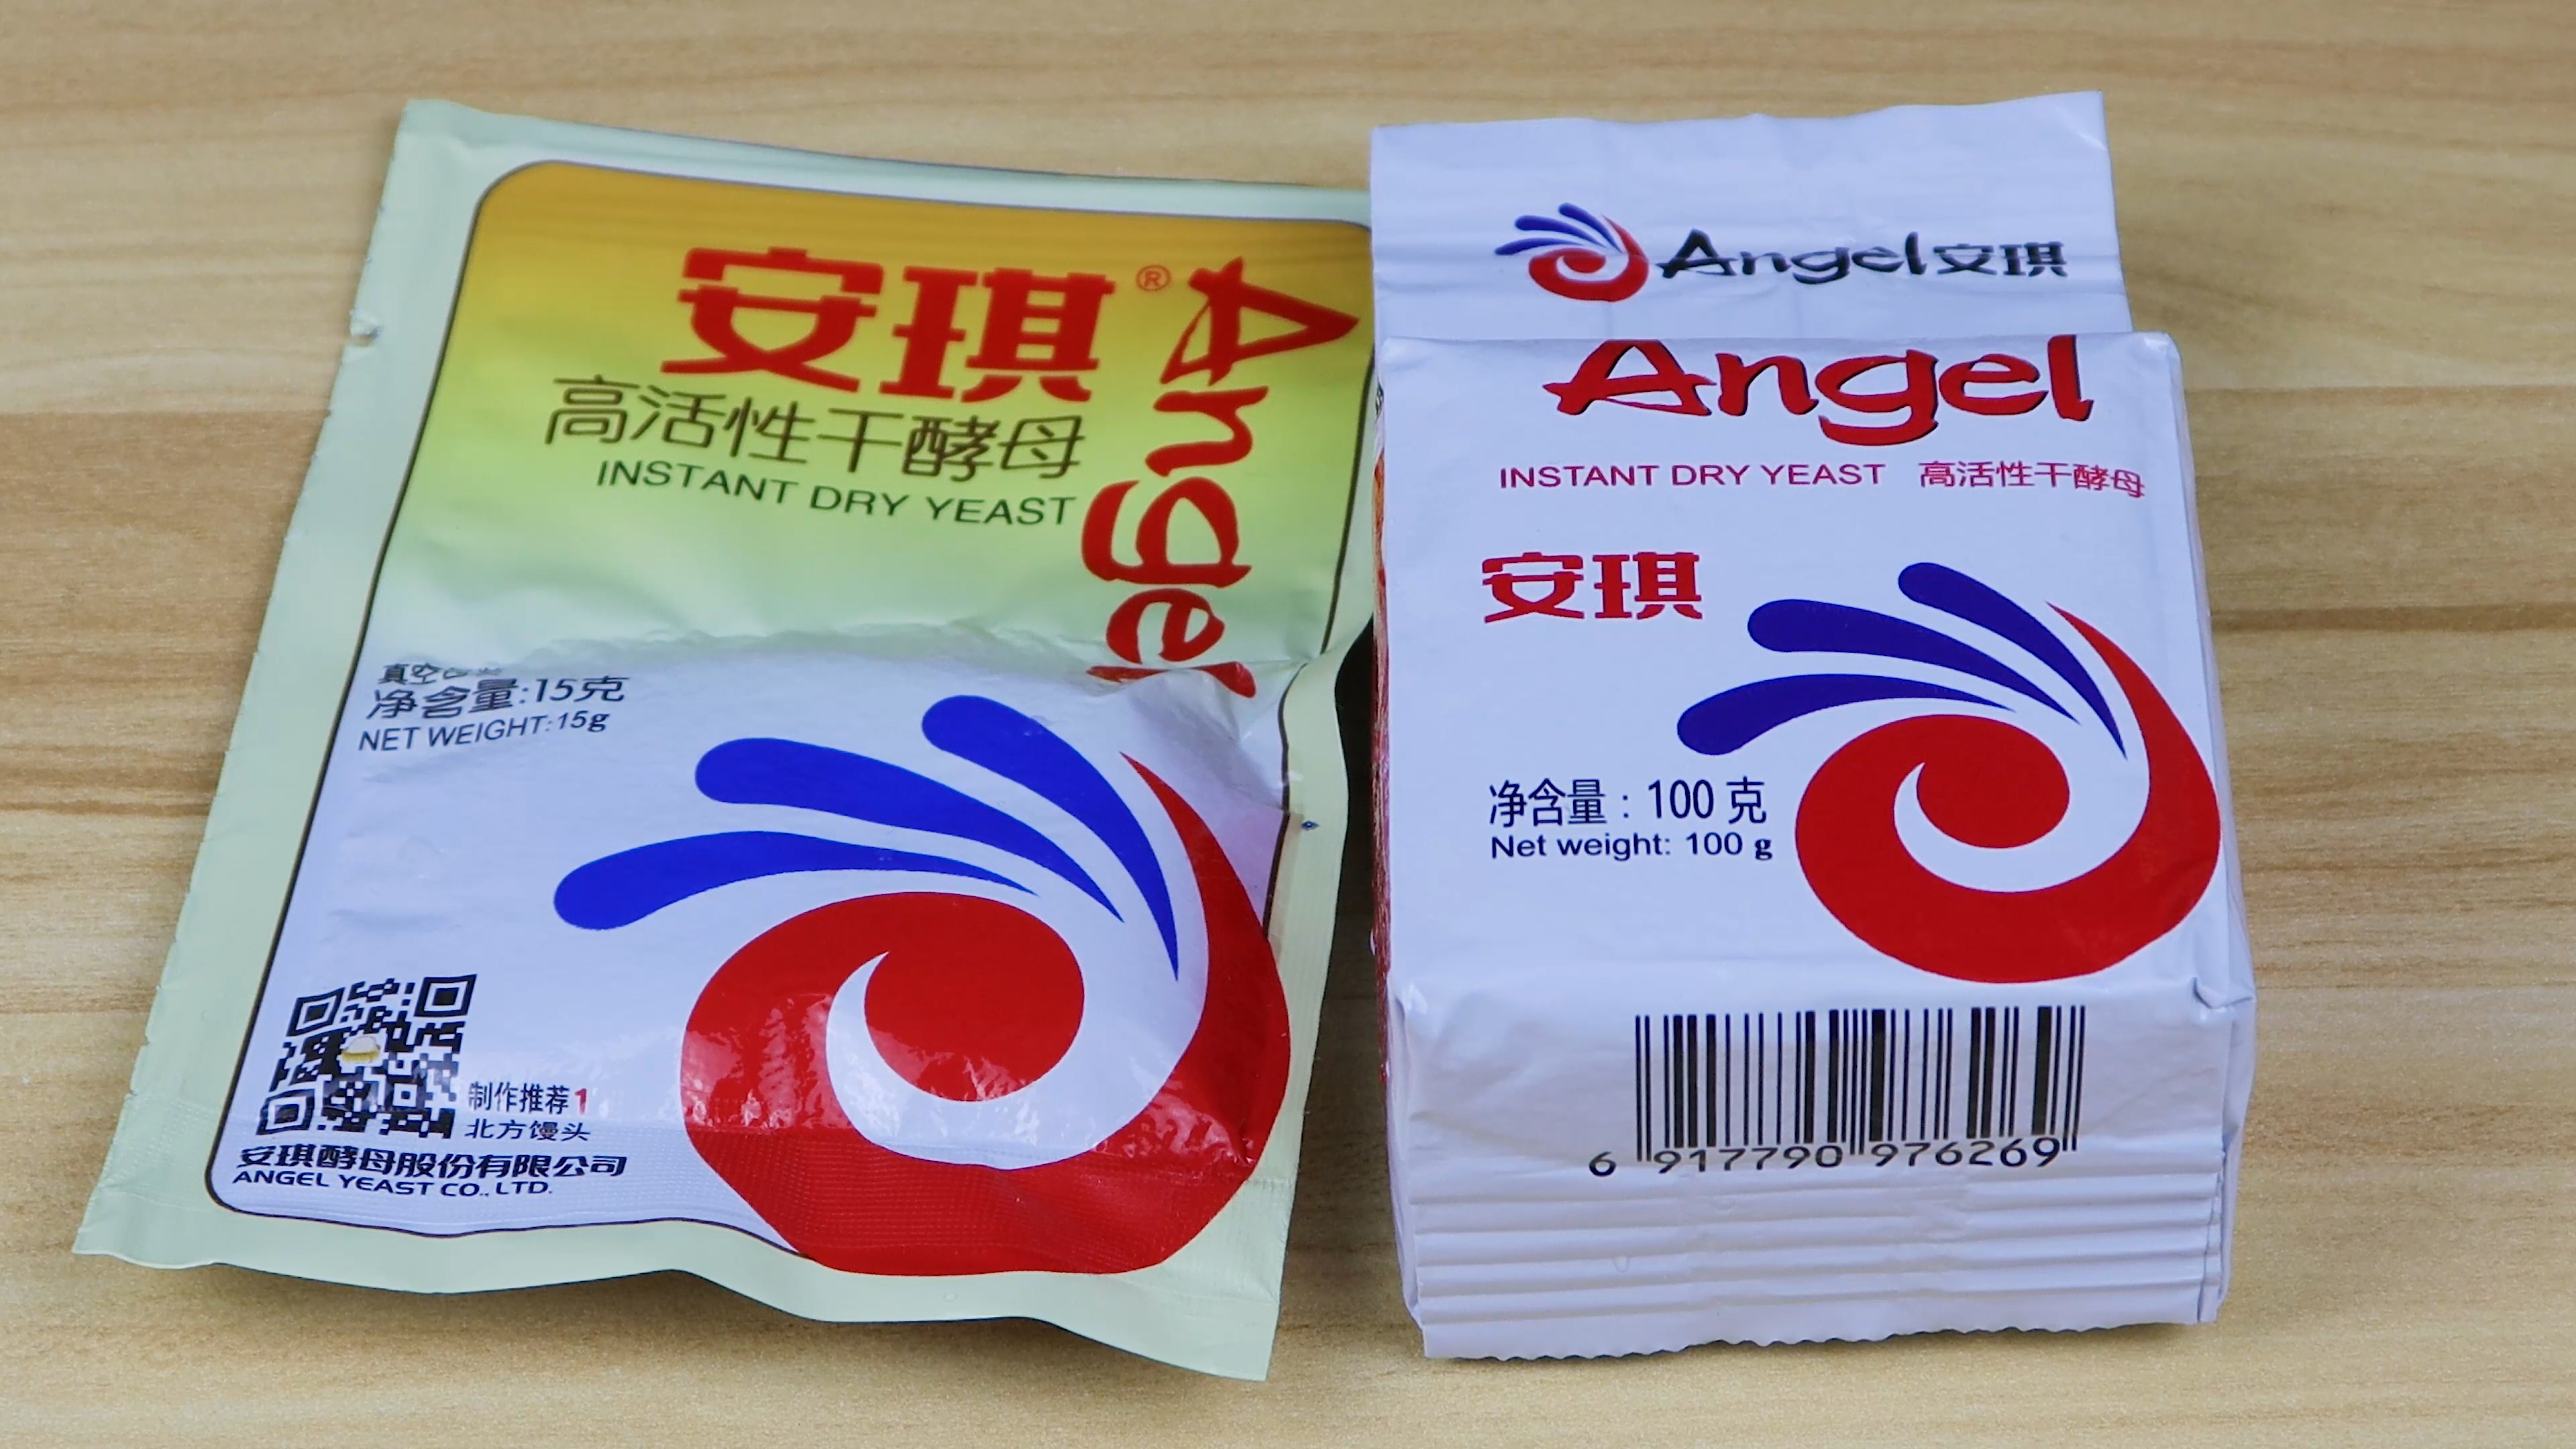 安琪®
Angel
高活性干酵母
INSTANT DRY YEAST
真空
净含量:15克
NET WEIGHT:15g
制作推荐1
北方馒头
安琪酵母股份有限公司
ANGEL YEAST CO., LTD.
Angel安琪
Angel
INSTANT DRY YEAST 高活性干酵母
安琪
净含量：100 克
Net weight: 100 g
6 917790 976269